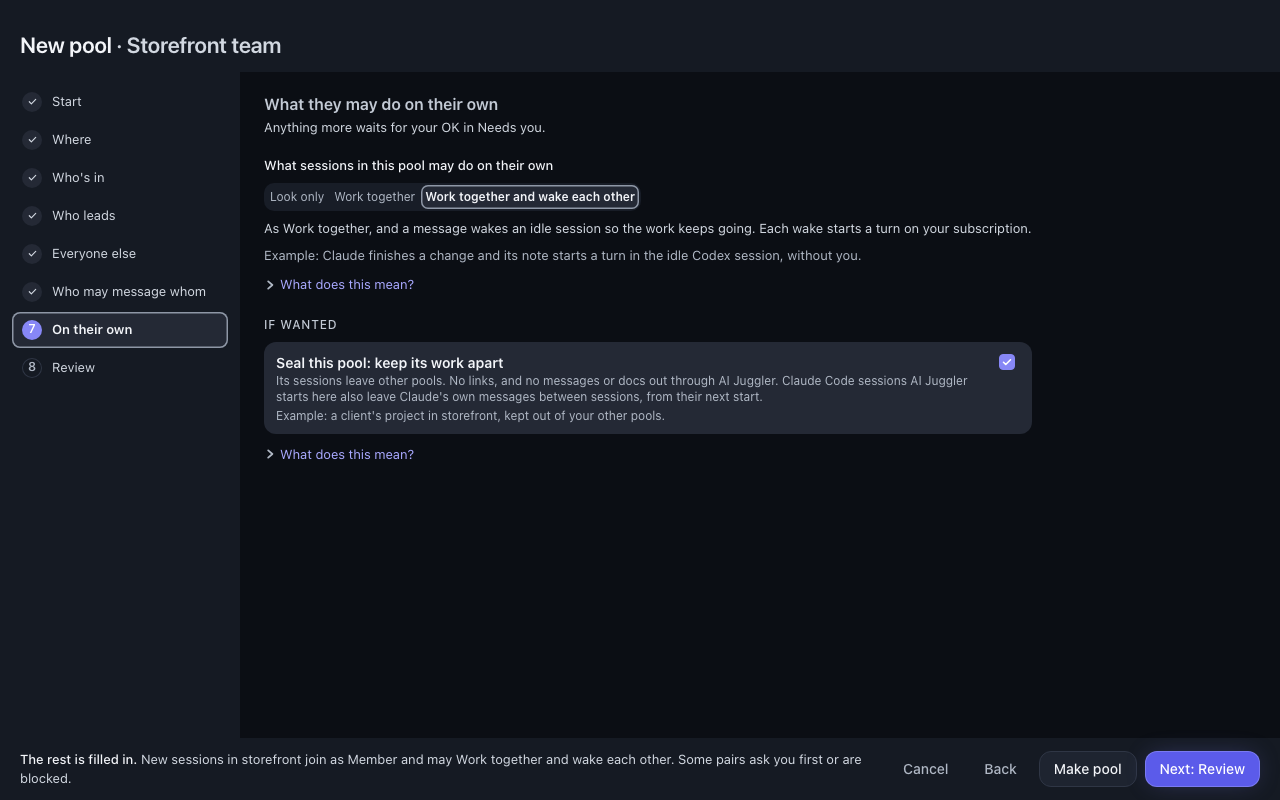 New pool · Storefront team
Start
Where
Who's in
Who leads
Everyone else
Who may message whom
7 On their own
8 Review
What they may do on their own
Anything more waits for your OK in Needs you.
What sessions in this pool may do on their own
Look only Work together Work together and wake each other
As Work together, and a message wakes an idle session so the work keeps going. Each wake starts a turn on your subscription.
Example: Claude finishes a change and its note starts a turn in the idle Codex session, without you.
What does this mean?
IF WANTED
Seal this pool: keep its work apart
Its sessions leave other pools. No links, and no messages or docs out through AI Juggler. Claude Code sessions AI Juggler
starts here also leave Claude's own messages between sessions, from their next start.
Example: a client's project in storefront, kept out of your other pools.
What does this mean?
The rest is filled in. New sessions in storefront join as Member and may Work together and wake each other. Some pairs ask you first or are
blocked.
Cancel Back Make pool Next: Review